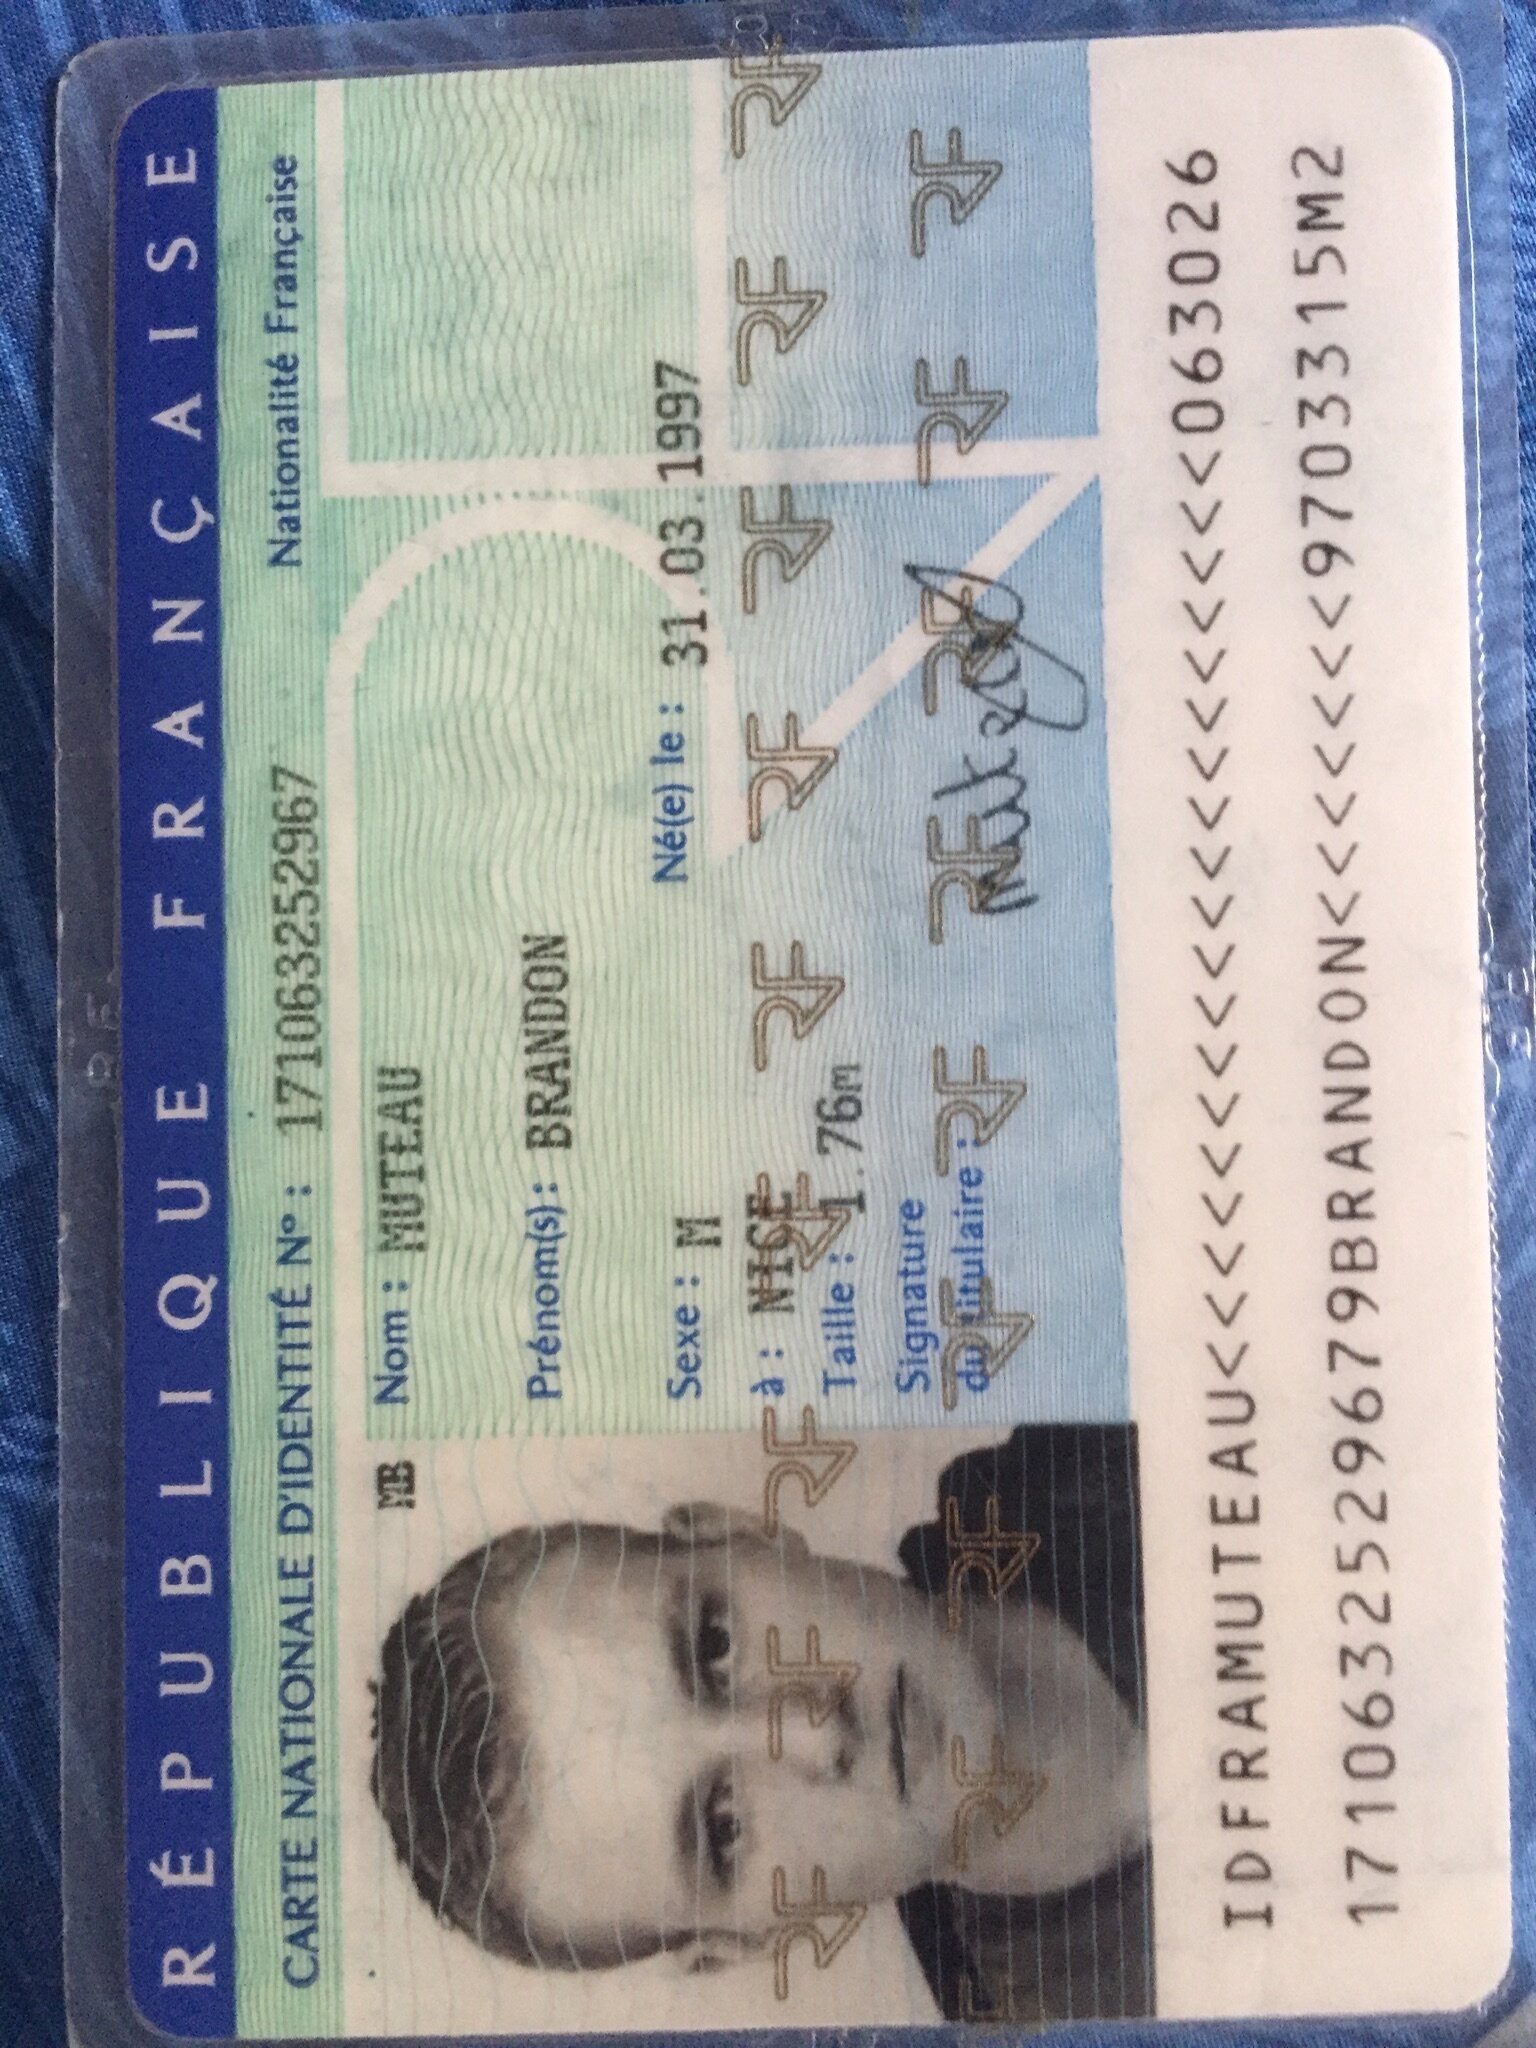 RÉPUBLIQUE FRANÇAISE
CARTE NATIONALE D'IDENTITÉ N° : 171063252967 Nationalité Française
MB
Nom : MUTEAU
Prénom(s) : BRANDON
Sexe : M Né(e) le : 31.03.1997
à : NICE
Taille : 1.76m
Signature
du titulaire :
IDFRAMUTEAU<<<<<<<<<<<<<<<<<<<<063026
1710632529679BRANDON<<<<<<<9703315M2